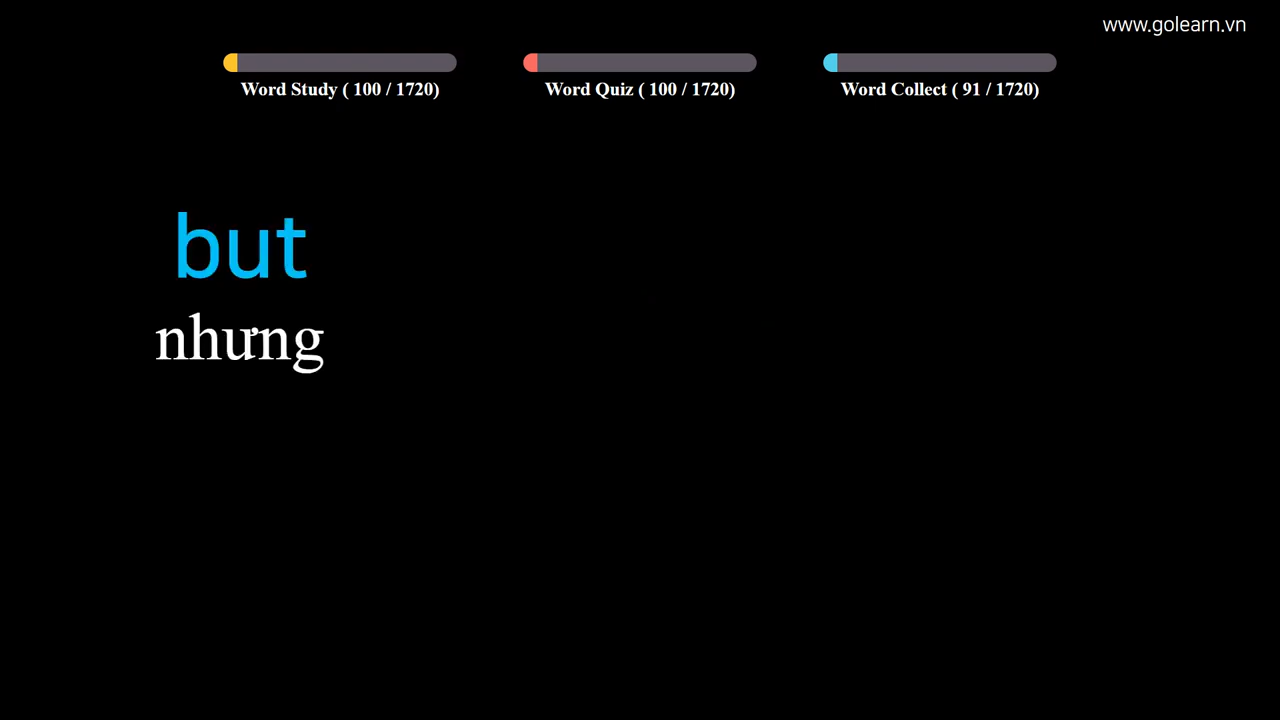 www.golearn.vn
Word Study ( 100 / 1720)
Word Quiz ( 100 / 1720)
Word Collect ( 91 / 1720)
but
nhưng